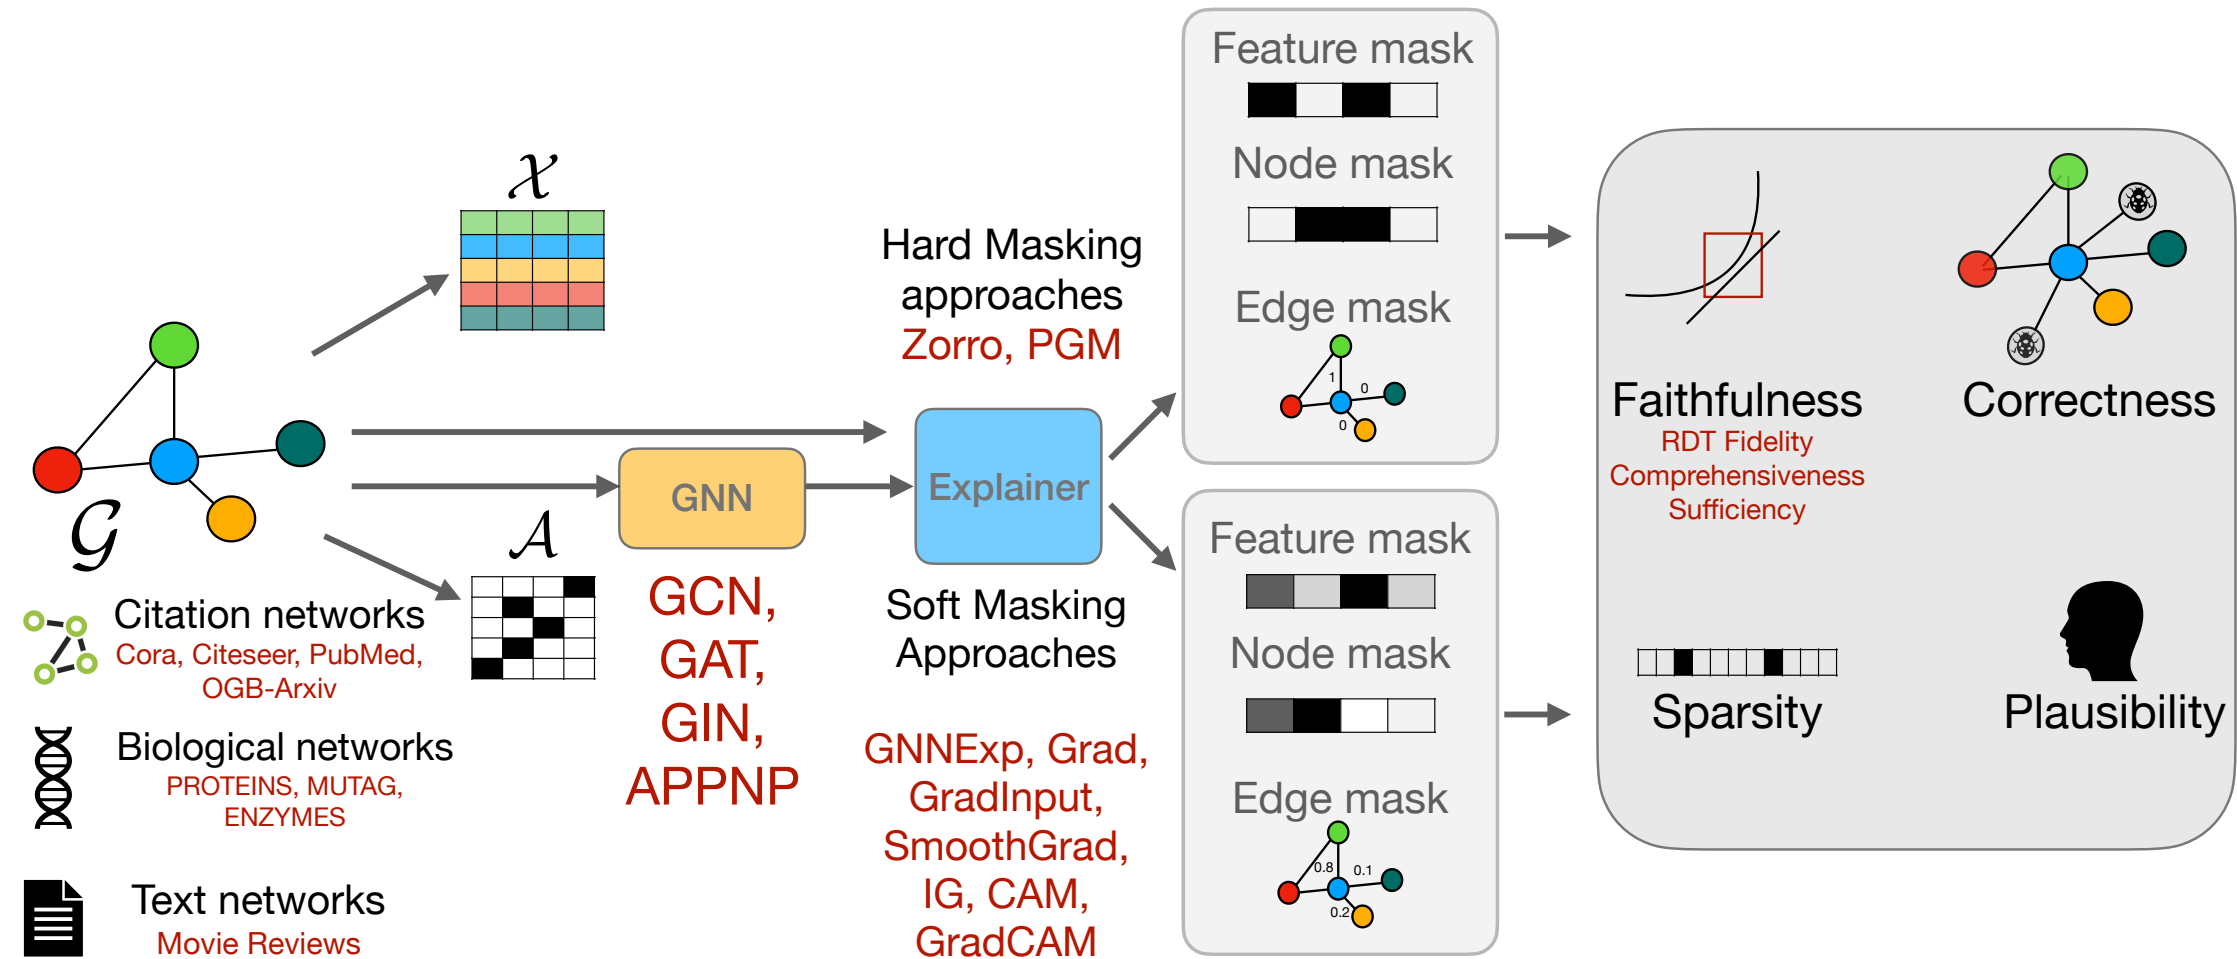 𝒳
𝒢
Citation networks
Cora, Citeseer, PubMed,
OGB-Arxiv
Biological networks
PROTEINS, MUTAG,
ENZYMES
Text networks
Movie Reviews
𝒜
GNN
GCN,
GAT,
GIN,
APPNP
Hard Masking
approaches
Zorro, PGM
Explainer
Soft Masking
Approaches
GNNExp, Grad,
GradInput,
SmoothGrad,
IG, CAM,
GradCAM
Feature mask
Node mask
Edge mask
1
0
0
Feature mask
Node mask
Edge mask
0.8
0.1
0.2
Faithfulness
RDT Fidelity
Comprehensiveness
Sufficiency
Correctness
Sparsity
Plausibility